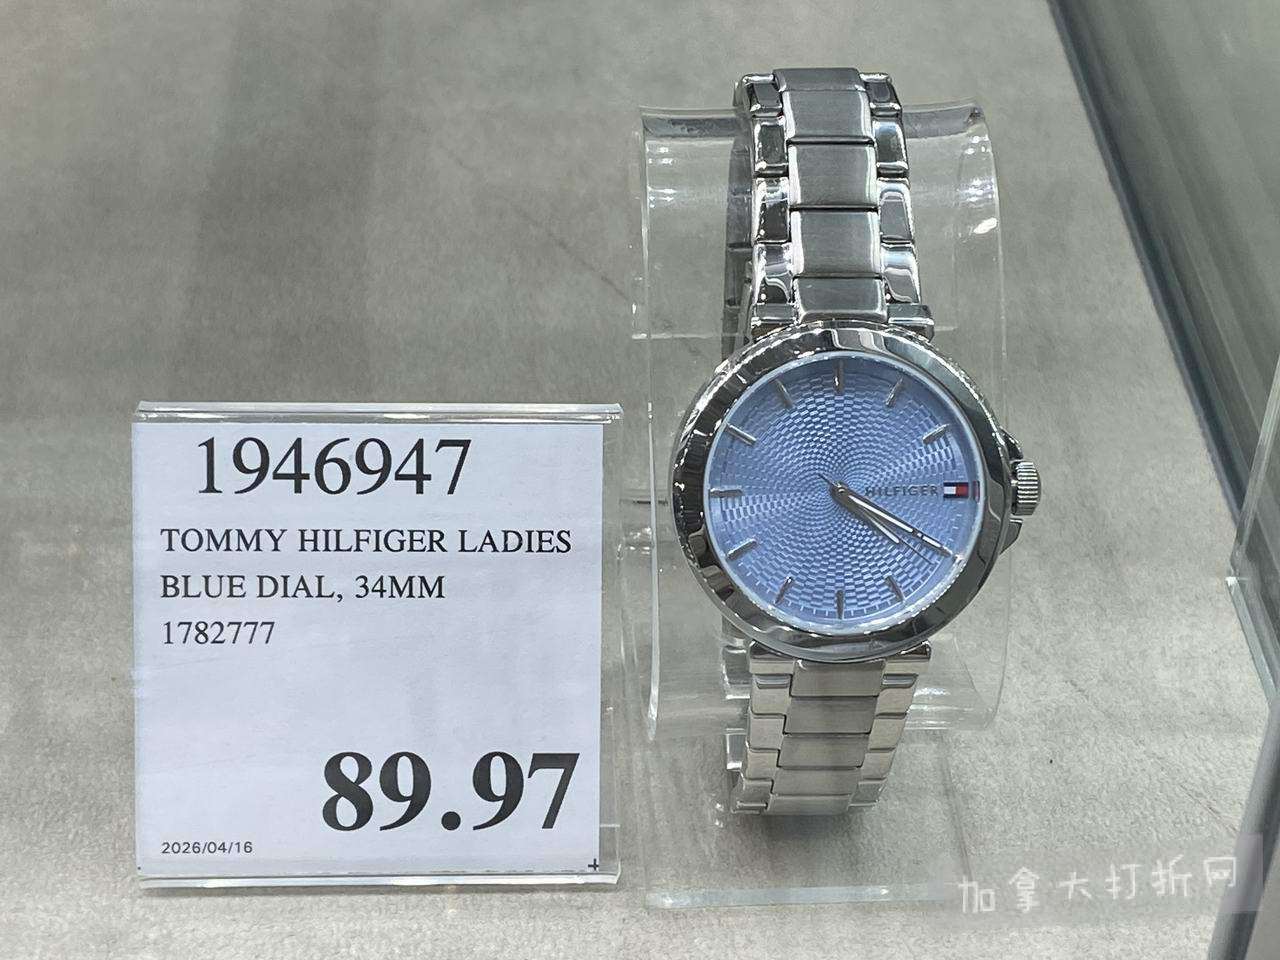 1946947
TOMMY HILFIGER LADIES
BLUE DIAL, 34MM
1782777
89.97
2026/04/16
HILFIGER
加拿大打折网